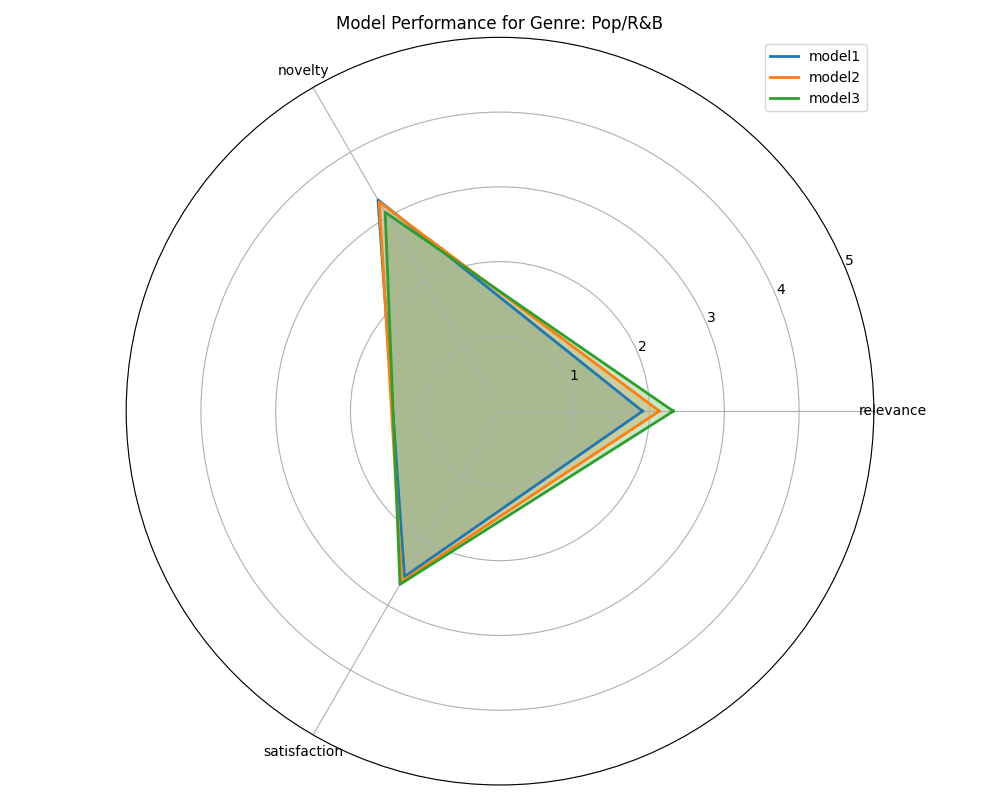 Model Performance for Genre: Pop/R&B
novelty
model1
model2
model3
5
4
3
2
1
relevance
satisfaction